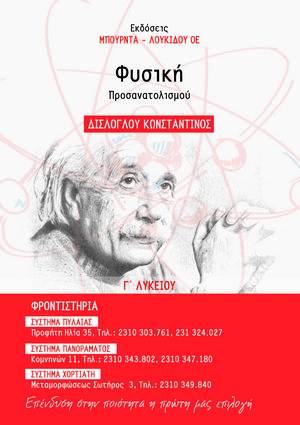 Εκδόσεις
ΜΠΟΥΡΝΤΑ - ΛΟΥΚΙΔΟΥ ΟΕ
Φυσική
Προσανατολισμού
ΔΙΣΛΟΓΛΟΥ ΚΩΝΣΤΑΝΤΙΝΟΣ
Γ΄ ΛΥΚΕΙΟΥ
ΦΡΟΝΤΙΣΤΗΡΙΑ
ΣΥΣΤΗΜΑ ΠΥΛΑΙΑΣ
Προφήτη Ηλία 35, Τηλ.: 2310 303.761, 231 324.027
ΣΥΣΤΗΜΑ ΠΑΝΟΡΑΜΑΤΟΣ
Κομνηνών 11, Τηλ.: 2310 343.802, 2310 347.180
ΣΥΣΤΗΜΑ ΧΟΡΤΙΑΤΗ
Μεταμορφώσεως Σωτήρος 3, Τηλ.: 2310 349.840
Επένδυση στην ποιότητα η πρώτη μας επιλογή